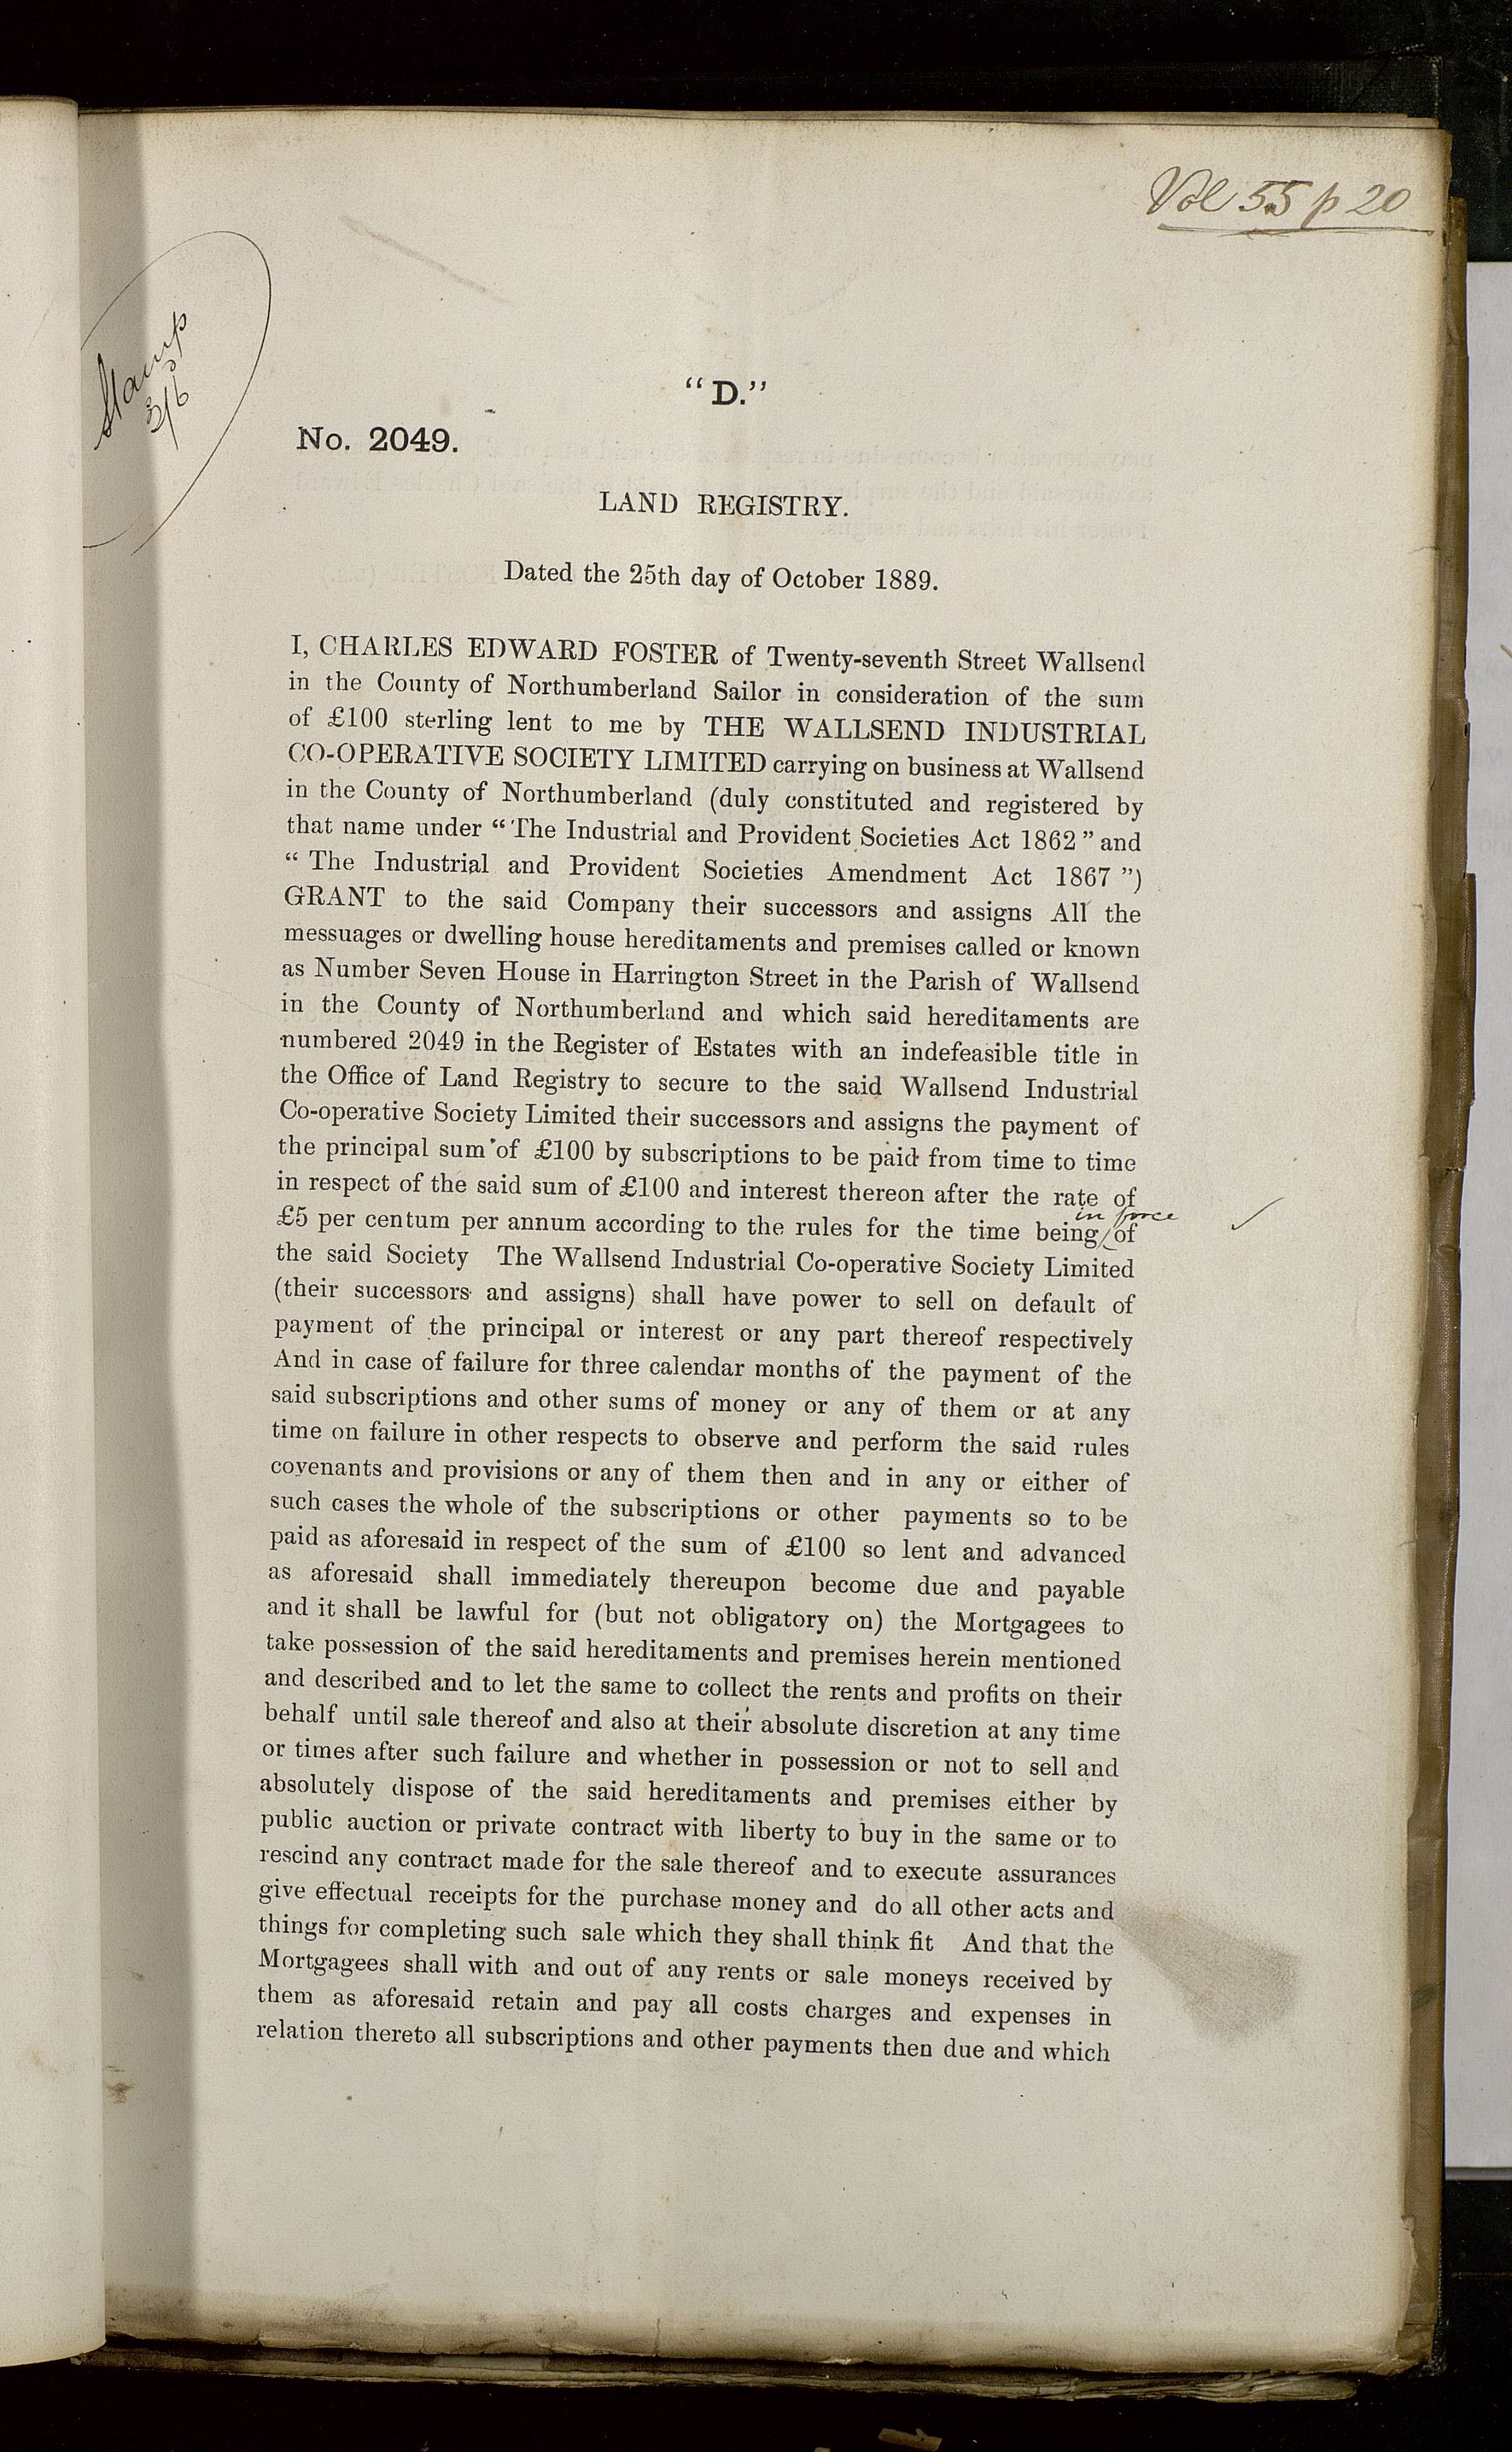 Vol 55 p 20
Stamp
3/6
“D.”
No. 2049.
LAND REGISTRY.
Dated the 25th day of October 1889.
I, CHARLES EDWARD FOSTER of Twenty-seventh Street Wallsend
in the County of Northumberland Sailor in consideration of the sum
of £100 sterling lent to me by THE WALLSEND INDUSTRIAL
CO-OPERATIVE SOCIETY LIMITED carrying on business at Wallsend
in the County of Northumberland (duly constituted and registered by
that name under “The Industrial and Provident Societies Act 1862” and
“The Industrial and Provident Societies Amendment Act 1867”)
GRANT to the said Company their successors and assigns All the
messuages or dwelling house hereditaments and premises called or known
as Number Seven House in Harrington Street in the Parish of Wallsend
in the County of Northumberland and which said hereditaments are
numbered 2049 in the Register of Estates with an indefeasible title in
the Office of Land Registry to secure to the said Wallsend Industrial
Co-operative Society Limited their successors and assigns the payment of
the principal sum of £100 by subscriptions to be paid from time to time
in respect of the said sum of £100 and interest thereon after the rate of
in force
£5 per centum per annum according to the rules for the time being of
the said Society The Wallsend Industrial Co-operative Society Limited
(their successors and assigns) shall have power to sell on default of
payment of the principal or interest or any part thereof respectively
And in case of failure for three calendar months of the payment of the
said subscriptions and other sums of money or any of them or at any
time on failure in other respects to observe and perform the said rules
covenants and provisions or any of them then and in any or either of
such cases the whole of the subscriptions or other payments so to be
paid as aforesaid in respect of the sum of £100 so lent and advanced
as aforesaid shall immediately thereupon become due and payable
and it shall be lawful for (but not obligatory on) the Mortgagees to
take possession of the said hereditaments and premises herein mentioned
and described and to let the same to collect the rents and profits on their
behalf until sale thereof and also at their absolute discretion at any time
or times after such failure and whether in possession or not to sell and
absolutely dispose of the said hereditaments and premises either by
public auction or private contract with liberty to buy in the same or to
rescind any contract made for the sale thereof and to execute assurances
give effectual receipts for the purchase money and do all other acts and
things for completing such sale which they shall think fit And that the
Mortgagees shall with and out of any rents or sale moneys received by
them as aforesaid retain and pay all costs charges and expenses in
relation thereto all subscriptions and other payments then due and which